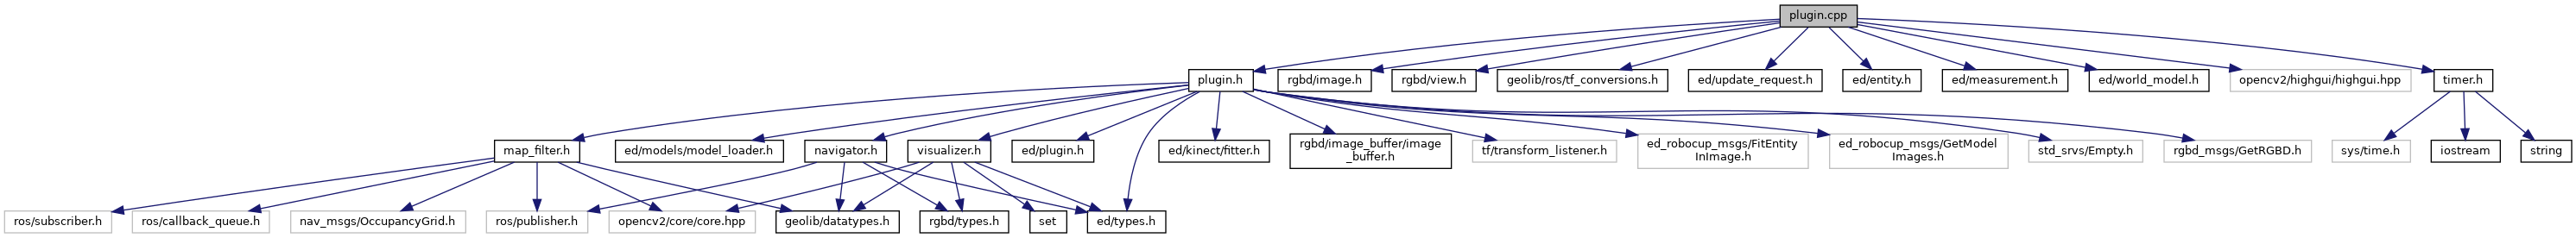 plugin.cpp
plugin.h
rgbd/image.h
rgbd/view.h
geolib/ros/tf_conversions.h
ed/update_request.h
ed/entity.h
ed/measurement.h
ed/world_model.h
opencv2/highgui/highgui.hpp
timer.h
map_filter.h
ed/models/model_loader.h
navigator.h
visualizer.h
ed/plugin.h
ed/kinect/fitter.h
rgbd/image_buffer/image
_buffer.h
tf/transform_listener.h
ed_robocup_msgs/FitEntity
InImage.h
ed_robocup_msgs/GetModel
Images.h
std_srvs/Empty.h
rgbd_msgs/GetRGBD.h
sys/time.h
iostream
string
ros/subscriber.h
ros/callback_queue.h
nav_msgs/OccupancyGrid.h
ros/publisher.h
opencv2/core/core.hpp
geolib/datatypes.h
rgbd/types.h
set
ed/types.h